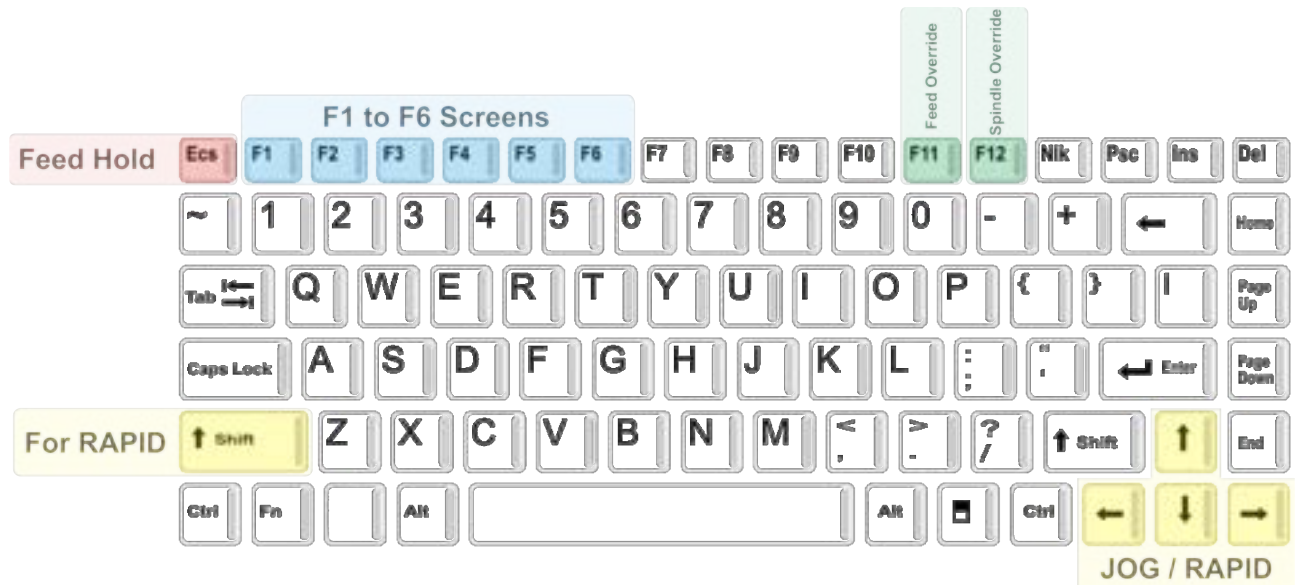 Feed Override
Spindle Override
F1 to F6 Screens
Feed Hold
Ecs F1 F2 F3 F4 F5 F6 F7 F8 F9 F10 F11 F12 Nlk Psc Ins Del
~ 1 2 3 4 5 6 7 8 9 0 - + Home
Tab Q W E R T Y U I O P { } | Page Up
Caps Lock A S D F G H J K L : ; " ' Enter Page Down
For RAPID
Shift Z X C V B N M < , > . ? / Shift End
Ctrl Fn Alt Alt Ctrl
JOG / RAPID